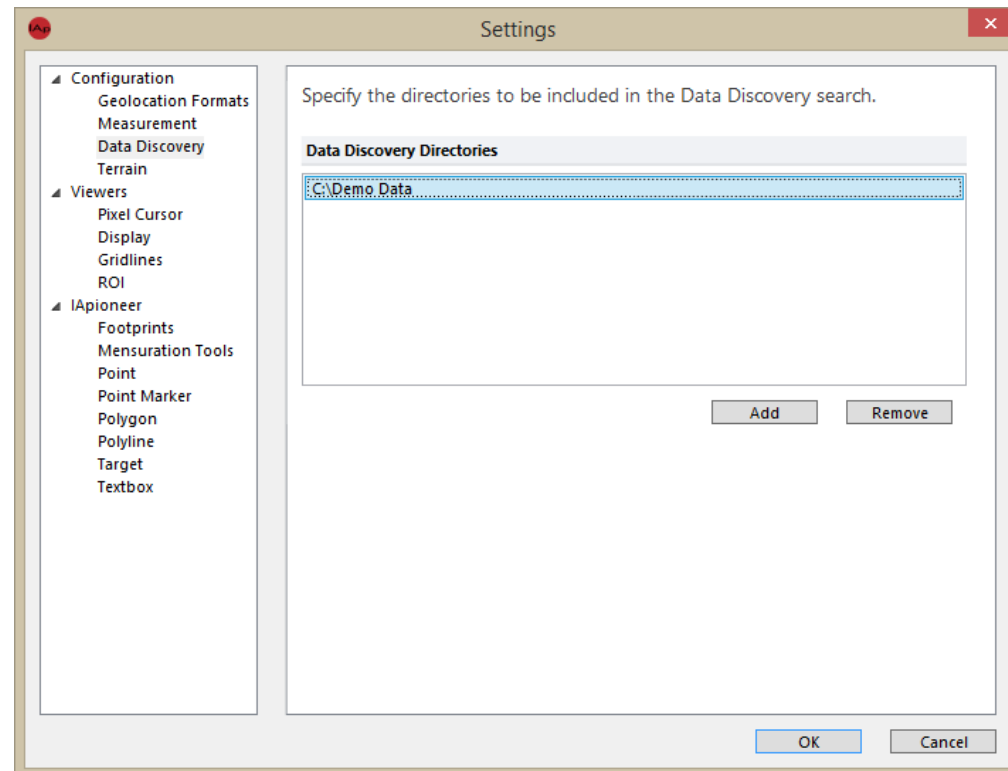 IAp
Settings
Configuration
Geolocation Formats
Measurement
Data Discovery
Terrain
Viewers
Pixel Cursor
Display
Gridlines
ROI
IApioneer
Footprints
Mensuration Tools
Point
Point Marker
Polygon
Polyline
Target
Textbox
Specify the directories to be included in the Data Discovery search.
Data Discovery Directories
C:\Demo Data
Add
Remove
OK
Cancel